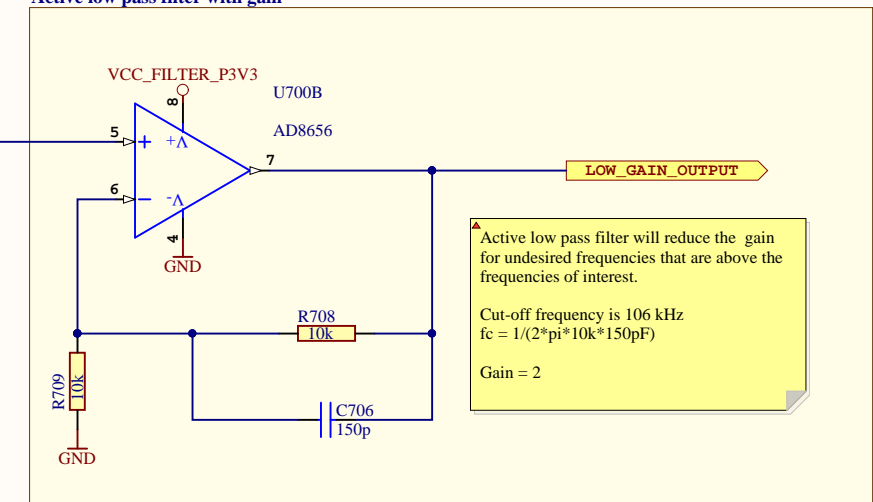 Active low pass filter with gain
VCC_FILTER_P3V3
U700B
AD8656
8
5
+
V+
7
LOW_GAIN_OUTPUT
6
-
V-
4
GND
Active low pass filter will reduce the gain
for undesired frequencies that are above the
frequencies of interest.
Cut-off frequency is 106 kHz
fc = 1/(2*pi*10k*150pF)
Gain = 2
R708
10k
R709
10k
C706
150p
GND